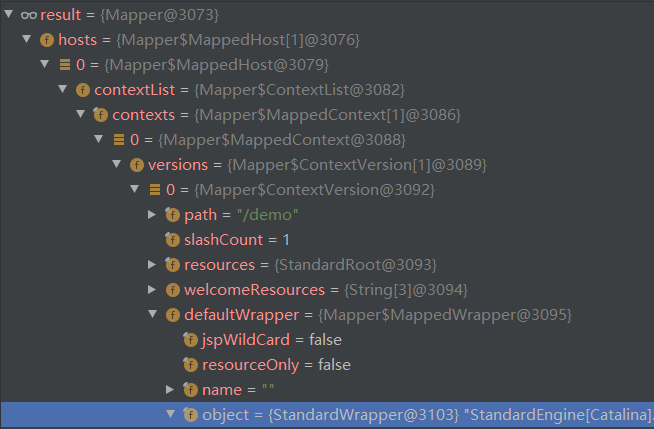 result = {Mapper@3073}
hosts = {Mapper$MappedHost[1]@3076}
0 = {Mapper$MappedHost@3079}
contextList = {Mapper$ContextList@3082}
contexts = {Mapper$MappedContext[1]@3086}
0 = {Mapper$MappedContext@3088}
versions = {Mapper$ContextVersion[1]@3089}
0 = {Mapper$ContextVersion@3092}
path = "/demo"
slashCount = 1
resources = {StandardRoot@3093}
welcomeResources = {String[3]@3094}
defaultWrapper = {Mapper$MappedWrapper@3095}
jspWildCard = false
resourceOnly = false
name = ""
object = {StandardWrapper@3103} "StandardEngine[Catalina].